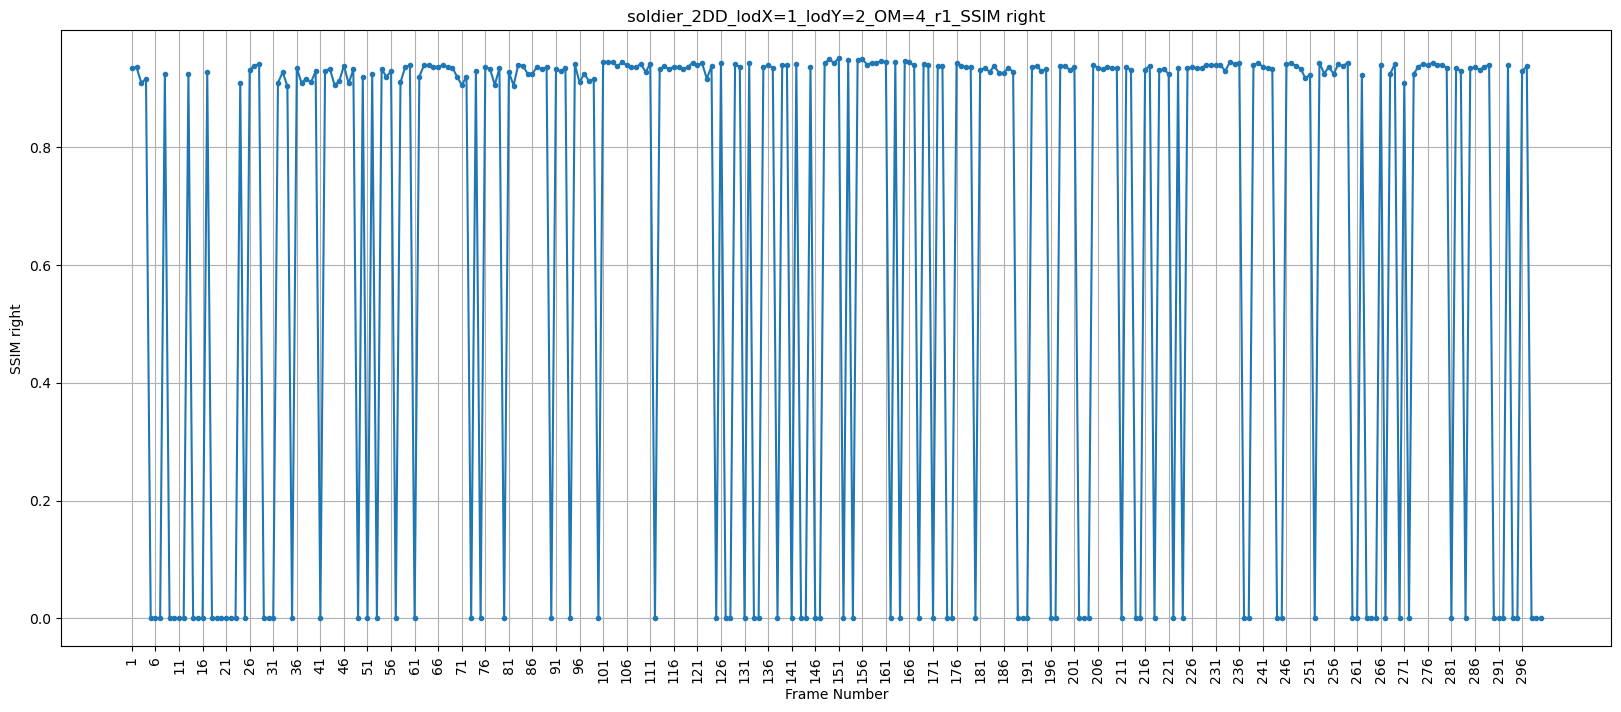 soldier_2DD_lodX=1_lodY=2_OM=4_r1_SSIM right
SSIM right
0.8
0.6
0.4
0.2
0.0
1 6 11 16 21 26 31 36 41 46 51 56 61 66 71 76 81 86 91 96 101 106 111 116 121 126 131 136 141 146 151 156 161 166 171 176 181 186 191 196 201 206 211 216 221 226 231 236 241 246 251 256 261 266 271 276 281 286 291 296
Frame Number